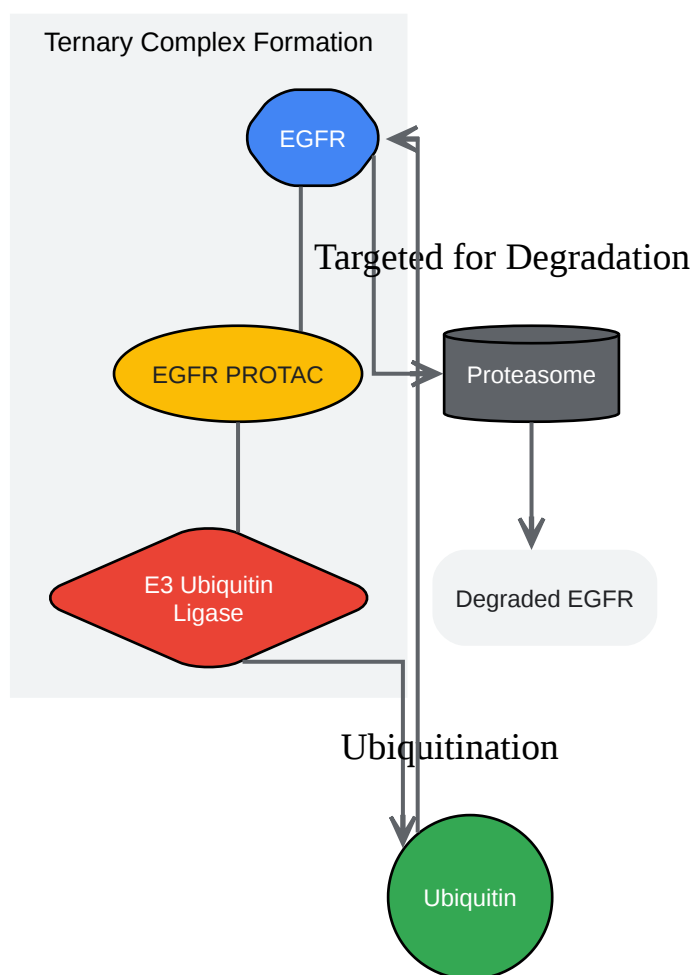 Ternary Complex Formation
EGFR
Targeted for Degradation
EGFR PROTAC
Proteasome
E3 Ubiquitin
Ligase
Degraded EGFR
Ubiquitination
Ubiquitin